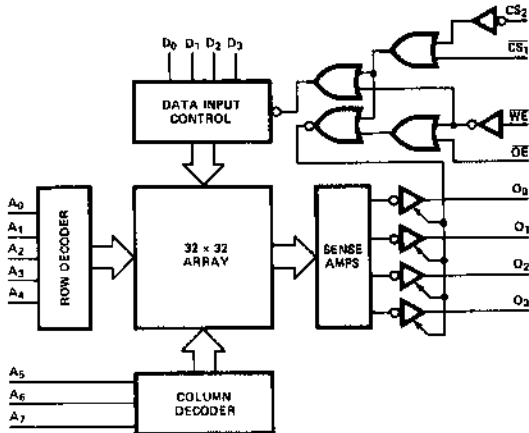 CS2
D0 D1 D2 D3
CS1
DATA INPUT
CONTROL
WE
OE
A0
A1
A2
A3
A4
ROW DECODER
32 × 32
ARRAY
SENSE
AMPS
O0
O1
O2
O3
A5
A6
A7
COLUMN
DECODER